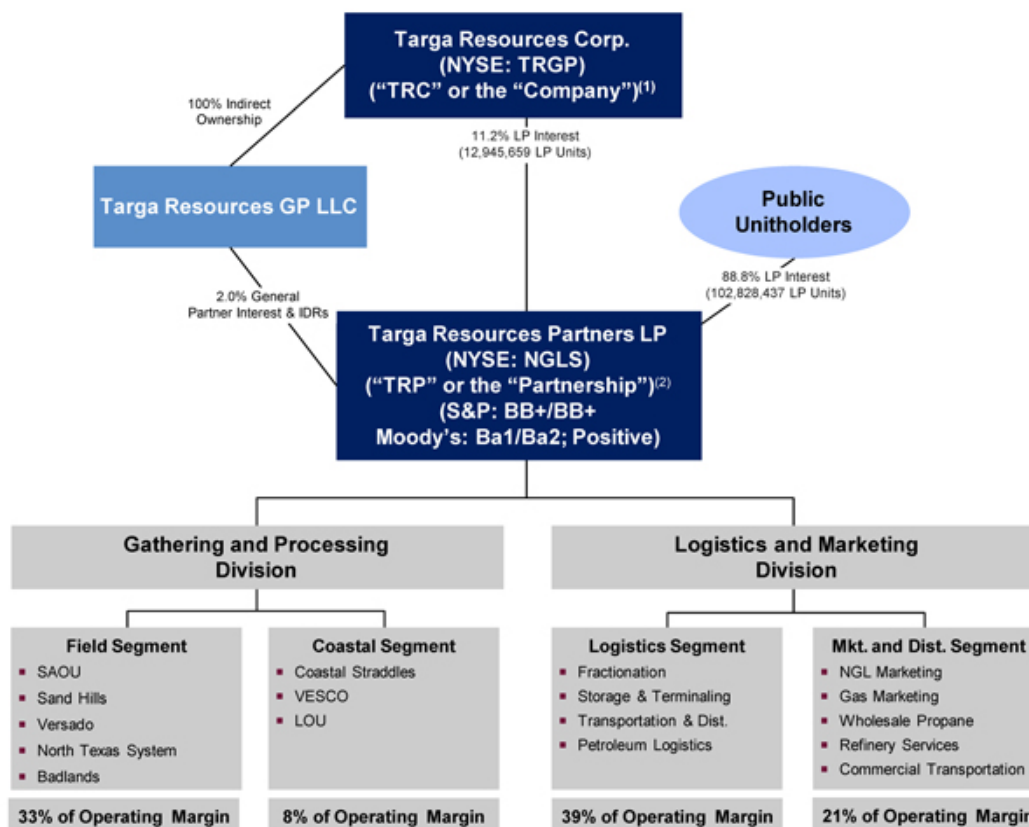 Targa Resources Corp.
(NYSE: TRGP)
(“TRC” or the “Company”)(1)
100% Indirect
Ownership
11.2% LP Interest
(12,945,659 LP Units)
Targa Resources GP LLC
Public
Unitholders
88.8% LP Interest
(102,828,437 LP Units)
2.0% General
Partner Interest & IDRs
Targa Resources Partners LP
(NYSE: NGLS)
(“TRP” or the “Partnership”)(2)
(S&P: BB+/BB+
Moody’s: Ba1/Ba2; Positive)
Gathering and Processing
Division
Logistics and Marketing
Division
Field Segment
▪ SAOU
▪ Sand Hills
▪ Versado
▪ North Texas System
▪ Badlands
33% of Operating Margin
Coastal Segment
▪ Coastal Straddles
▪ VESCO
▪ LOU
8% of Operating Margin
Logistics Segment
▪ Fractionation
▪ Storage & Terminaling
▪ Transportation & Dist.
▪ Petroleum Logistics
39% of Operating Margin
Mkt. and Dist. Segment
▪ NGL Marketing
▪ Gas Marketing
▪ Wholesale Propane
▪ Refinery Services
▪ Commercial Transportation
21% of Operating Margin